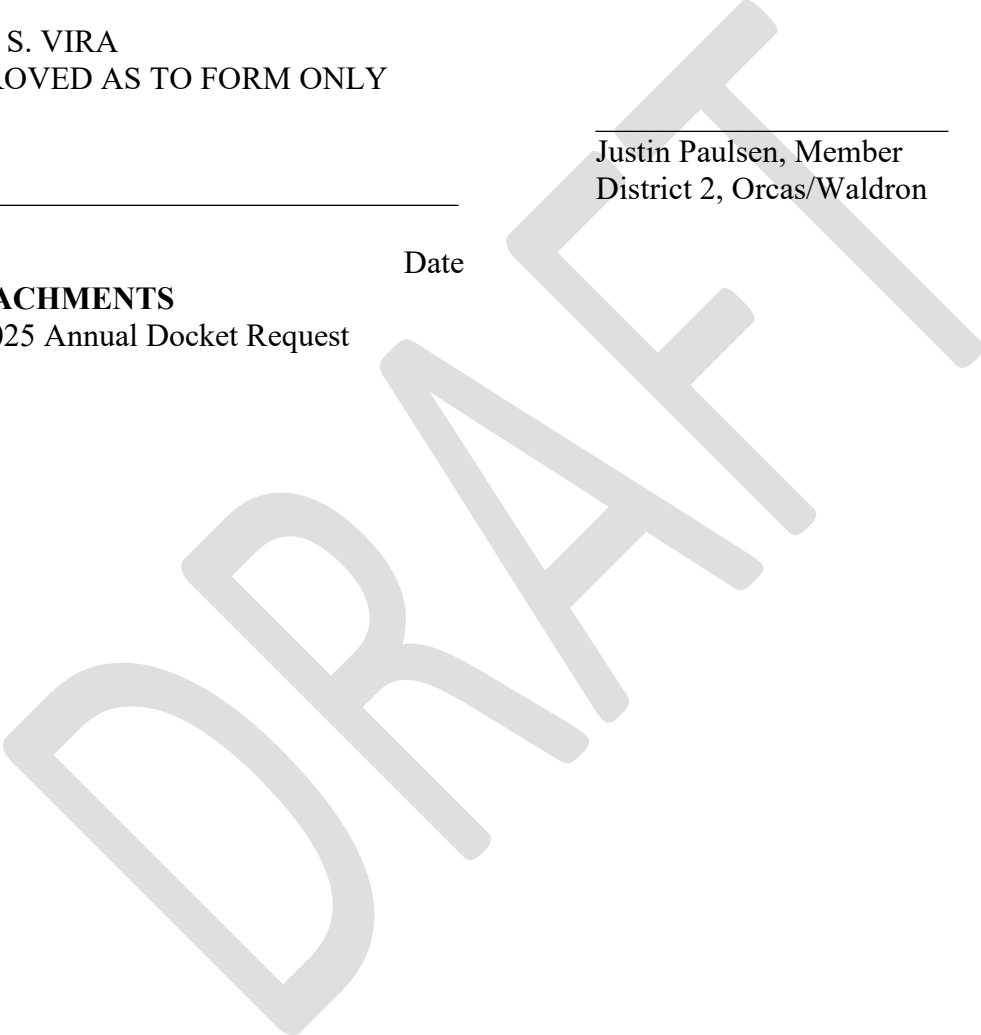 S. VIRA
ROVED AS TO FORM ONLY
Justin Paulsen, Member
District 2, Orcas/Waldron
Date
ACHMENTS
025 Annual Docket Request
DRAFT